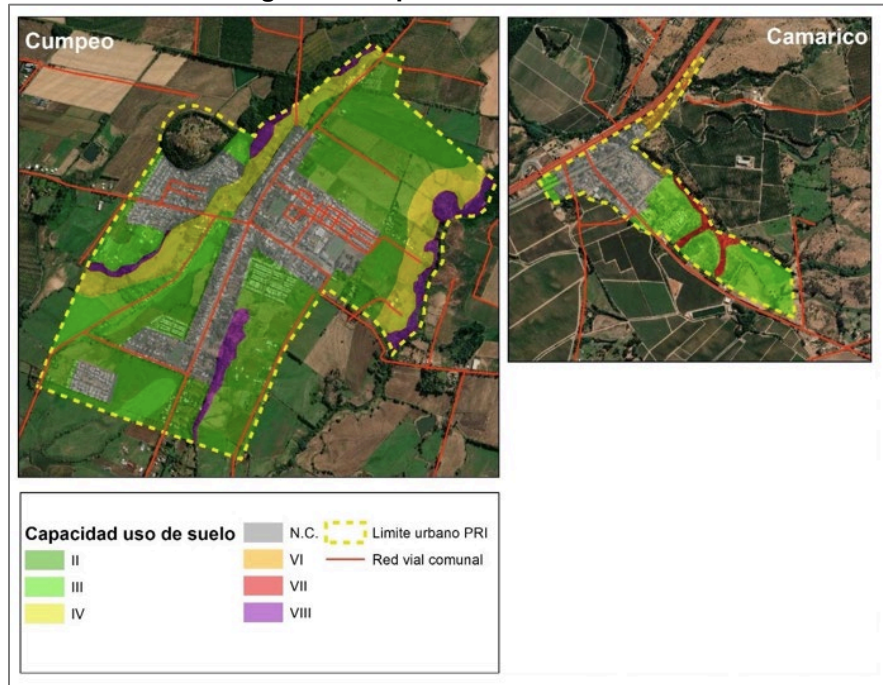 Cumpeo
Camarico
Capacidad uso de suelo
II
III
IV
N.C.
VI
VII
VIII
Limite urbano PRI
Red vial comunal